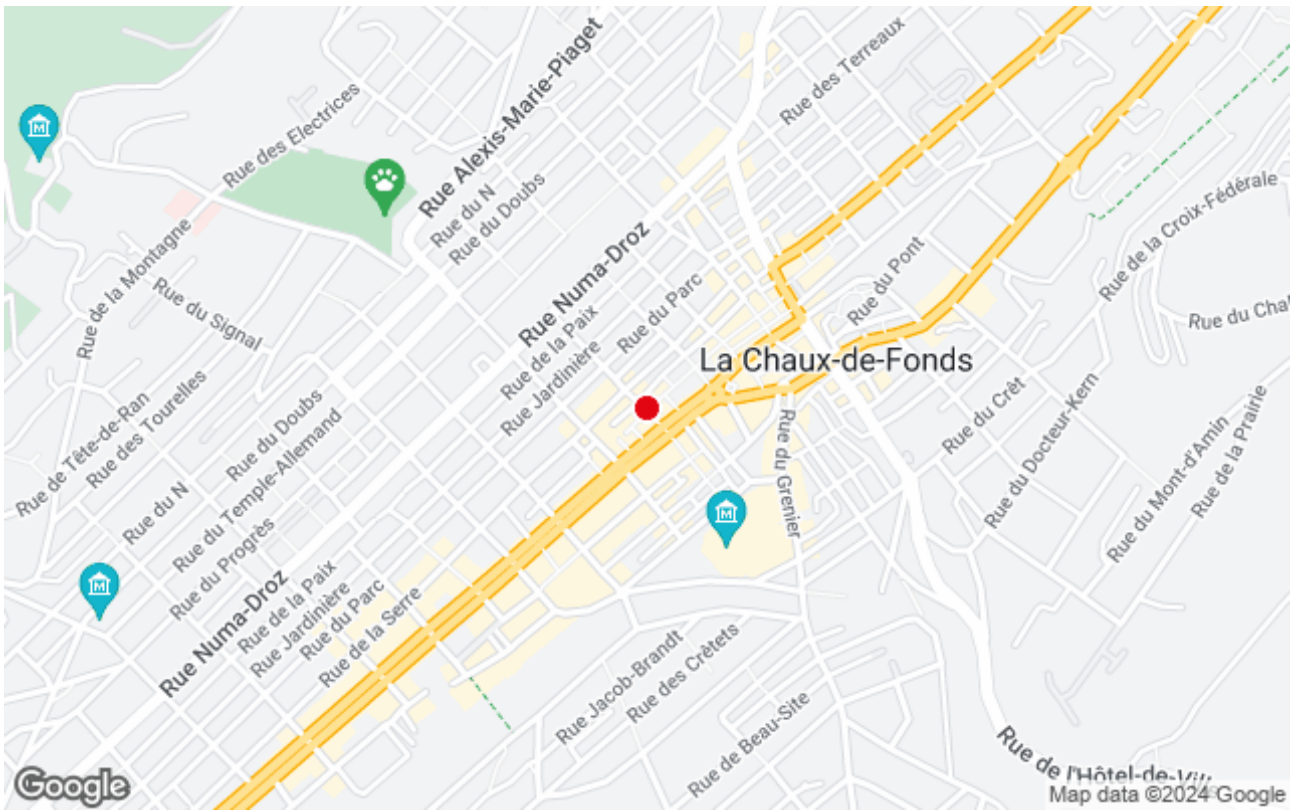 Rue des Terreaux
Rue Alexis-Marie-Piaget
Rue des Electrices
Rue du N
Rue du Doubs
Rue de la Croix-Fédérale
Rue de la Montagne
Rue Numa-Droz
Rue du Parc
Rue du Pont
Rue du Signal
Rue de la Paix
Rue du Cha
Rue Jardinière
La Chaux-de-Fonds
Rue de Tête-de-Ran
Rue des Tourelles
Rue du Doubs
Rue du Crêt
Rue du Docteur-Kern
Rue du Mont-d'Amin
Rue de la Prairie
Rue du Grenier
Rue du N
Rue du Temple-Allemand
Rue du Progrès
Rue Numa-Droz
Rue de la Paix
Rue Jardinière
Rue du Parc
Rue de la Serre
Rue Jacob-Brandt
Rue des Crêtets
Rue de Beau-Site
Rue de l'Hôtel-de-Vill
Google
Map data ©2024 Google